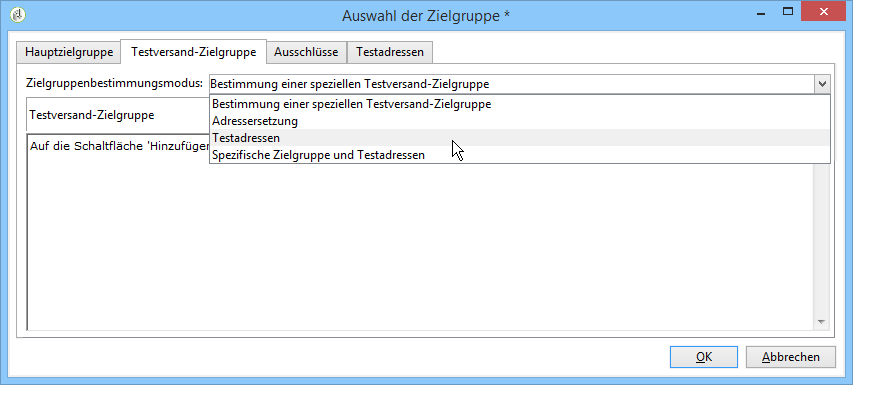 Auswahl der Zielgruppe *
Hauptzielgruppe Testversand-Zielgruppe Ausschlüsse Testadressen
Zielgruppenbestimmungsmodus: Bestimmung einer speziellen Testversand-Zielgruppe
Bestimmung einer speziellen Testversand-Zielgruppe
Testversand-Zielgruppe
Adressersetzung
Testadressen
Auf die Schaltfläche 'Hinzufüger
Spezifische Zielgruppe und Testadressen
OK Abbrechen